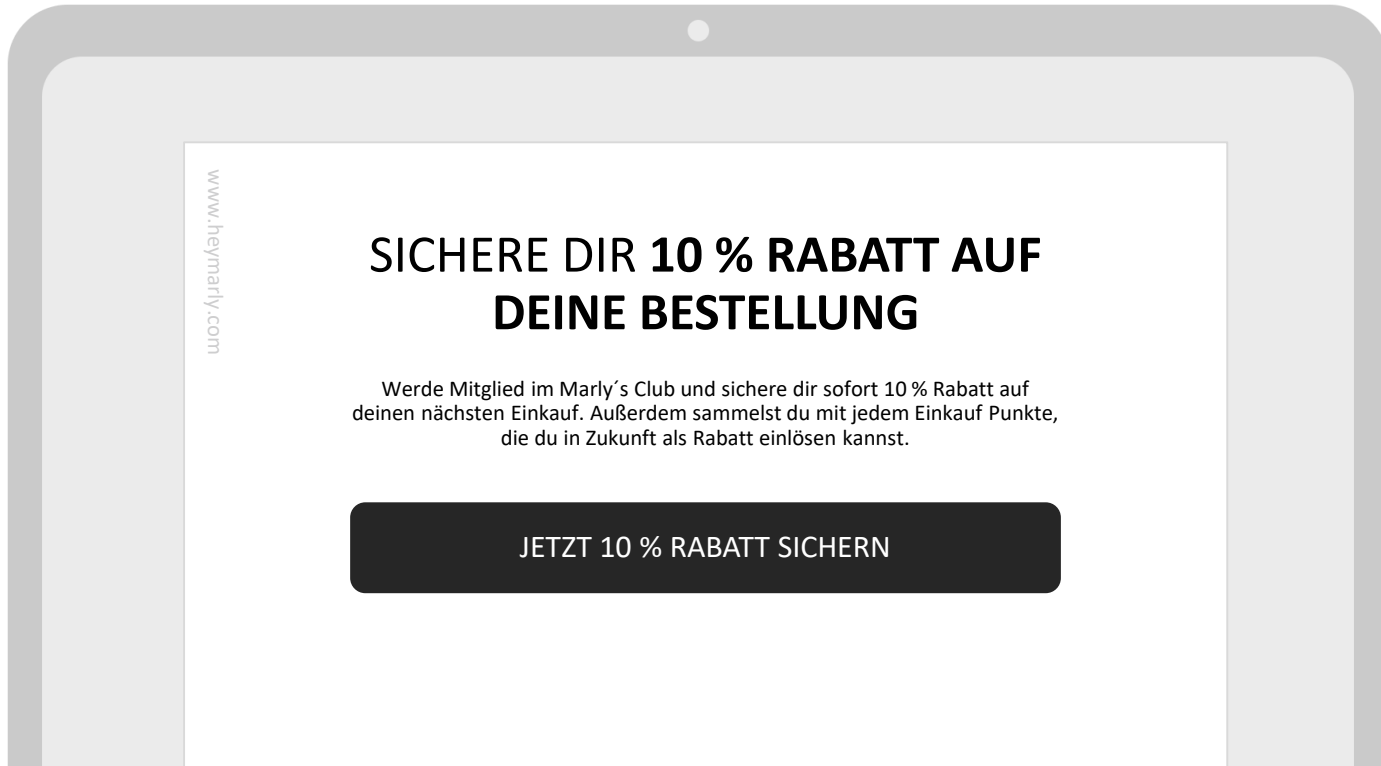 www.heymarly.com
SICHERE DIR 10 % RABATT AUF
DEINE BESTELLUNG
Werde Mitglied im Marly´s Club und sichere dir sofort 10 % Rabatt auf
deinen nächsten Einkauf. Außerdem sammelst du mit jedem Einkauf Punkte,
die du in Zukunft als Rabatt einlösen kannst.
JETZT 10 % RABATT SICHERN